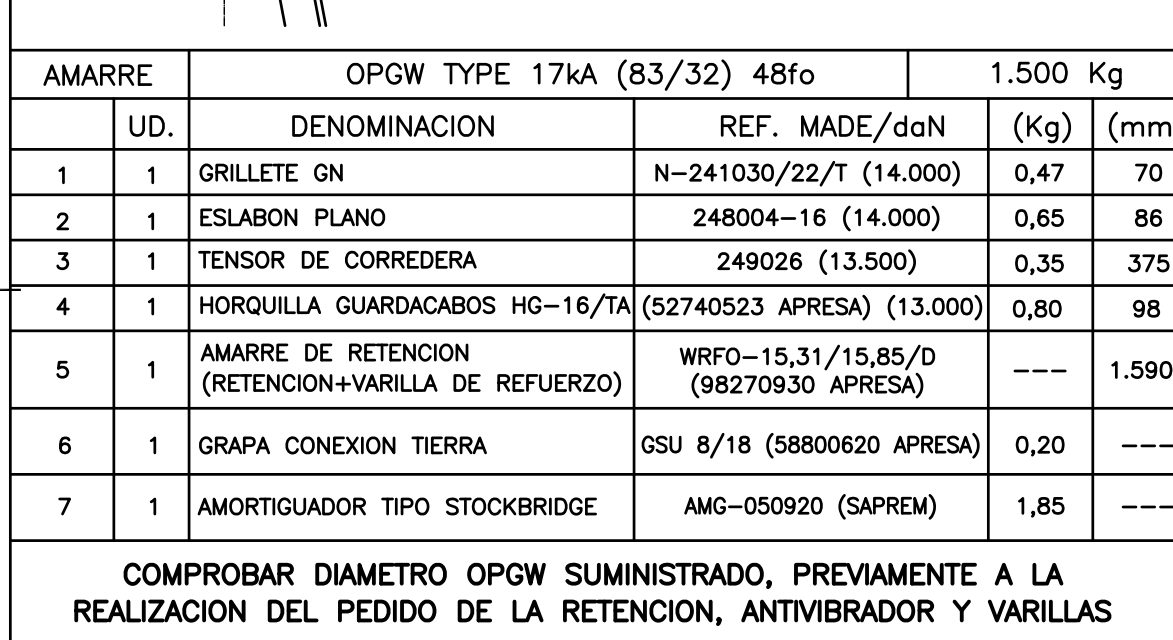 AMARRE OPGW TYPE 17kA (83/32) 48fo 1.500 Kg
UD. DENOMINACION REF. MADE/daN (Kg) (mm
1 1 GRILLETE GN N-241030/22/T (14.000) 0,47 70
2 1 ESLABON PLANO 248004-16 (14.000) 0,65 86
3 1 TENSOR DE CORREDERA 249026 (13.500) 0,35 375
4 1 HORQUILLA GUARDACABOS HG-16/TA (52740523 APRESA) (13.000) 0,80 98
5 1 AMARRE DE RETENCION WRFO-15,31/15,85/D --- 1.590
(RETENCION+VARILLA DE REFUERZO) (98270930 APRESA)
6 1 GRAPA CONEXION TIERRA GSU 8/18 (58800620 APRESA) 0,20 ---
7 1 AMORTIGUADOR TIPO STOCKBRIDGE AMG-050920 (SAPREM) 1,85 ---
COMPROBAR DIAMETRO OPGW SUMINISTRADO, PREVIAMENTE A LA
REALIZACION DEL PEDIDO DE LA RETENCION, ANTIVIBRADOR Y VARILLAS